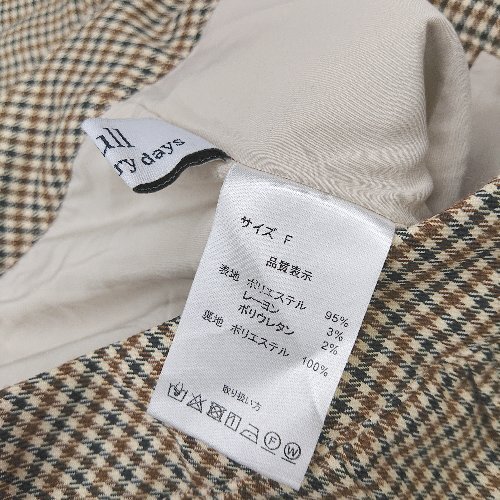 days
サイズ F
品質表示
表地 ポリエステル 95%
レーヨン 3%
ポリウレタン 2%
裏地 ポリエステル 100%
取り扱い方
F W